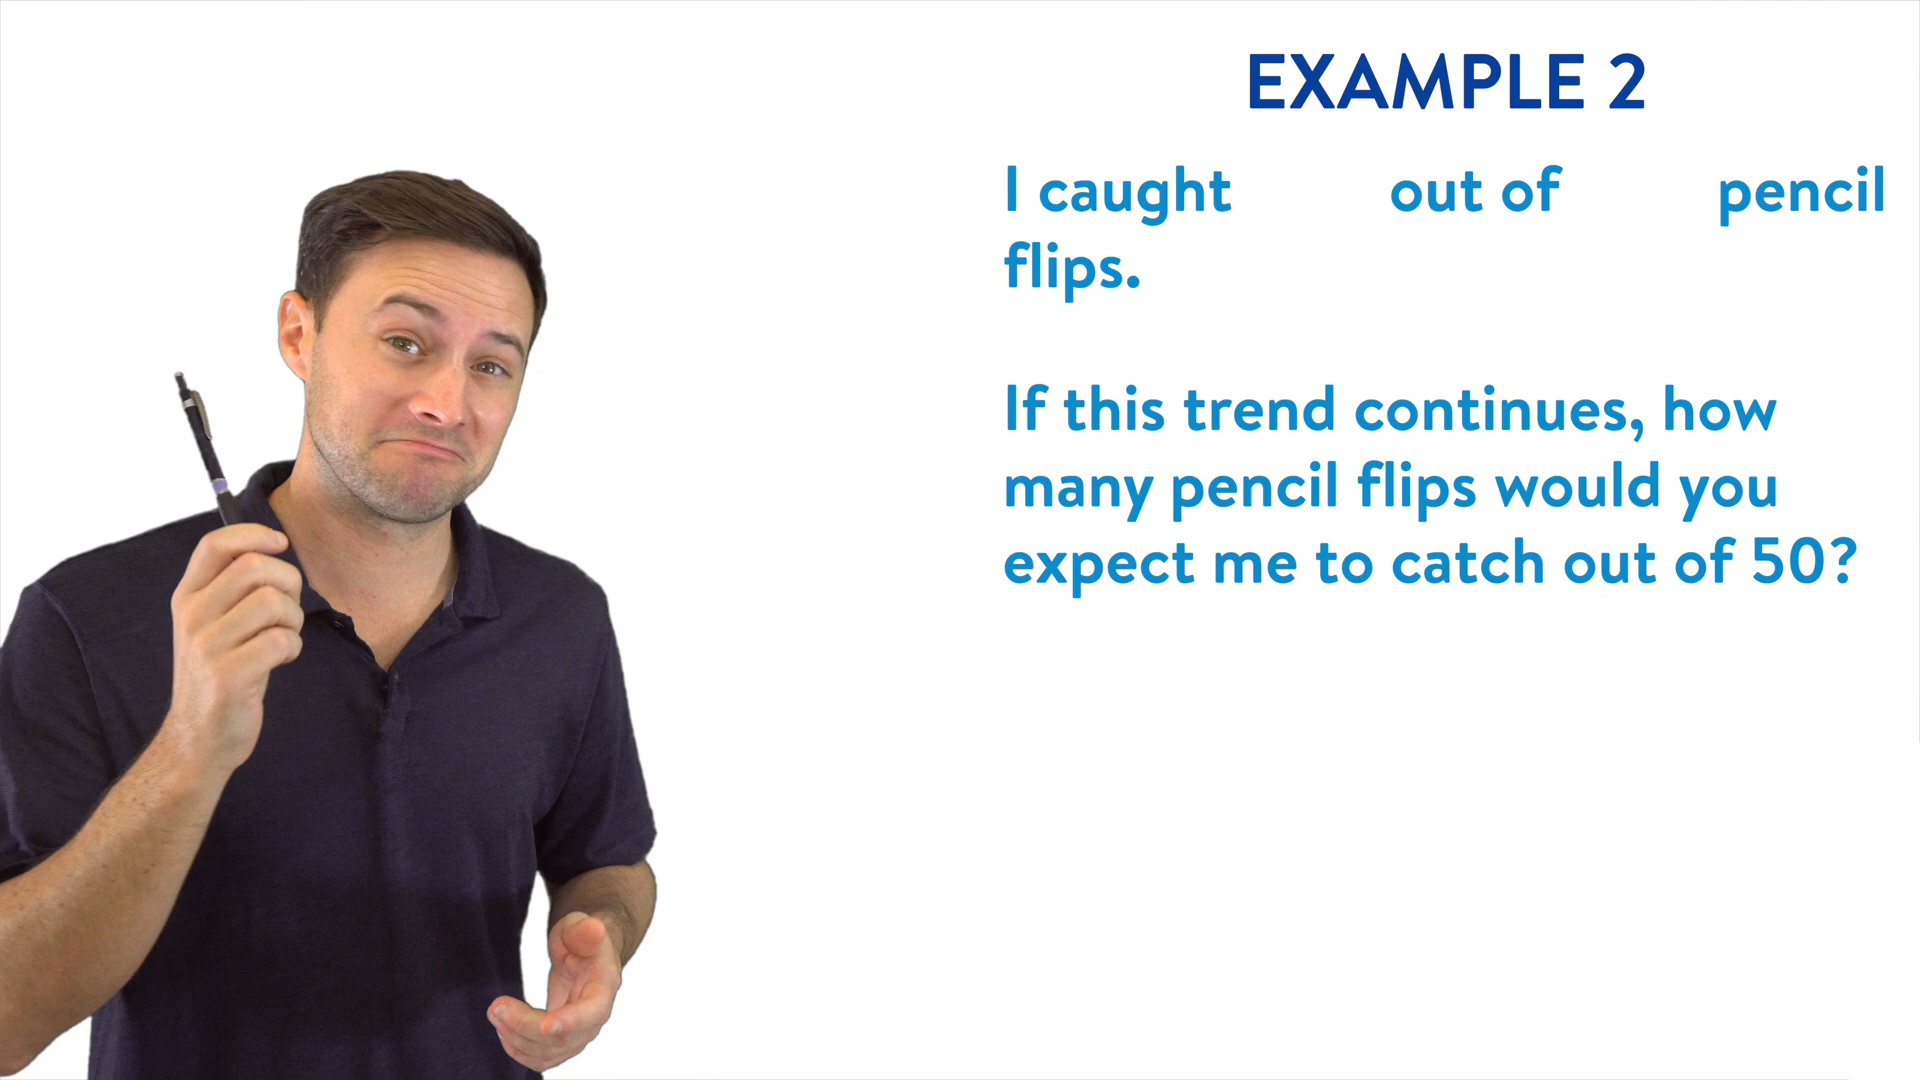 EXAMPLE 2
I caught out of pencil
flips.
If this trend continues, how
many pencil flips would you
expect me to catch out of 50?